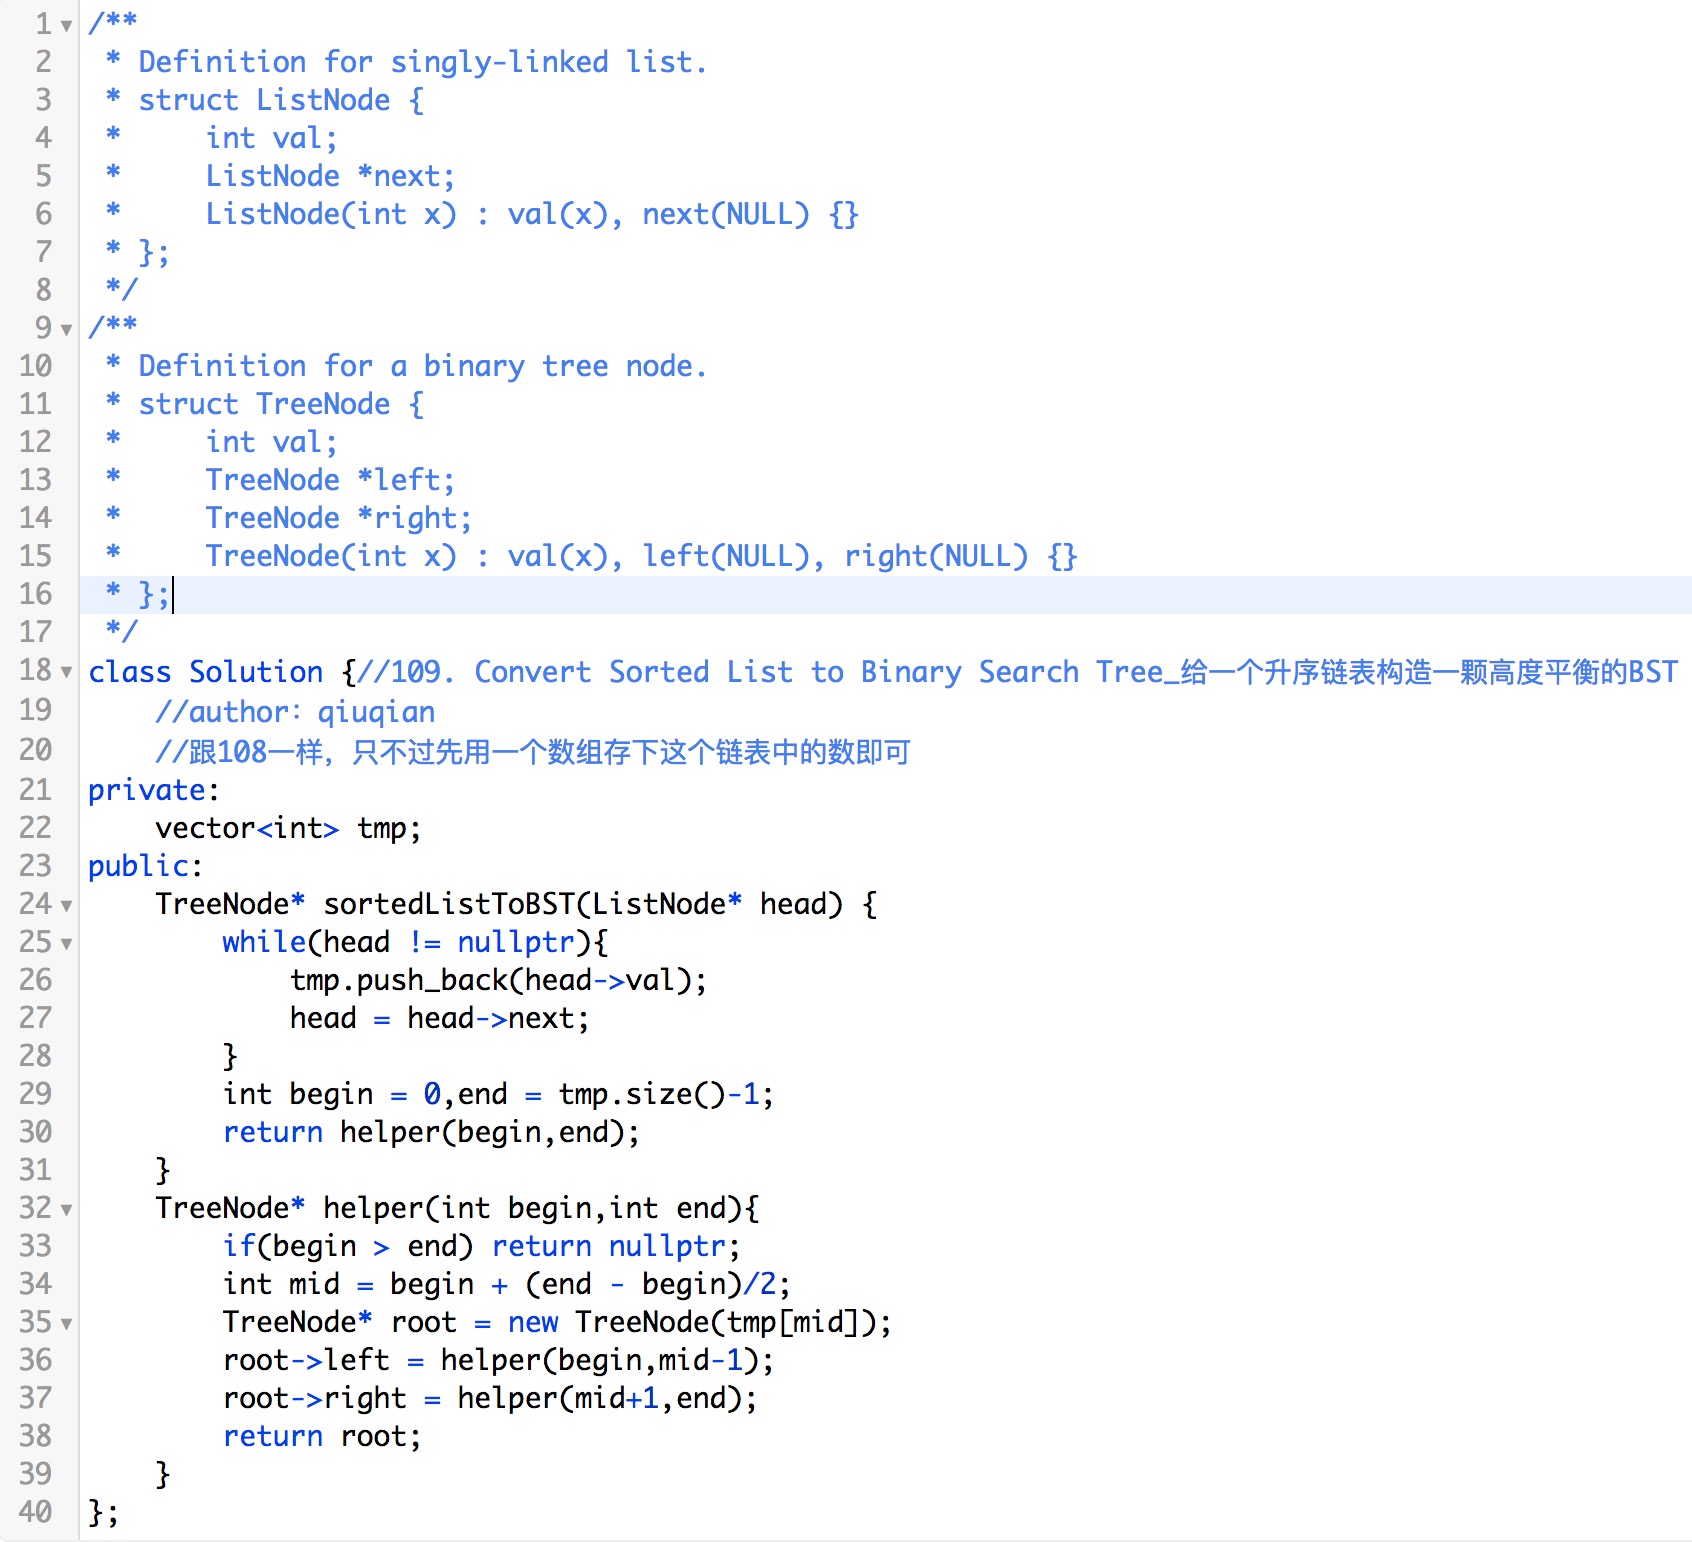 1 /**
2  * Definition for singly-linked list.
3  * struct ListNode {
4  *     int val;
5  *     ListNode *next;
6  *     ListNode(int x) : val(x), next(NULL) {}
7  * };
8  */
9 /**
10  * Definition for a binary tree node.
11  * struct TreeNode {
12  *     int val;
13  *     TreeNode *left;
14  *     TreeNode *right;
15  *     TreeNode(int x) : val(x), left(NULL), right(NULL) {}
16  * };
17  */
18 class Solution {//109. Convert Sorted List to Binary Search Tree_给一个升序链表构造一颗高度平衡的BST
19     //author：qiuqian
20     //跟108一样，只不过先用一个数组存下这个链表中的数即可
21 private:
22     vector<int> tmp;
23 public:
24     TreeNode* sortedListToBST(ListNode* head) {
25         while(head != nullptr){
26             tmp.push_back(head->val);
27             head = head->next;
28         }
29         int begin = 0,end = tmp.size()-1;
30         return helper(begin,end);
31     }
32     TreeNode* helper(int begin,int end){
33         if(begin > end) return nullptr;
34         int mid = begin + (end - begin)/2;
35         TreeNode* root = new TreeNode(tmp[mid]);
36         root->left = helper(begin,mid-1);
37         root->right = helper(mid+1,end);
38         return root;
39     }
40 };